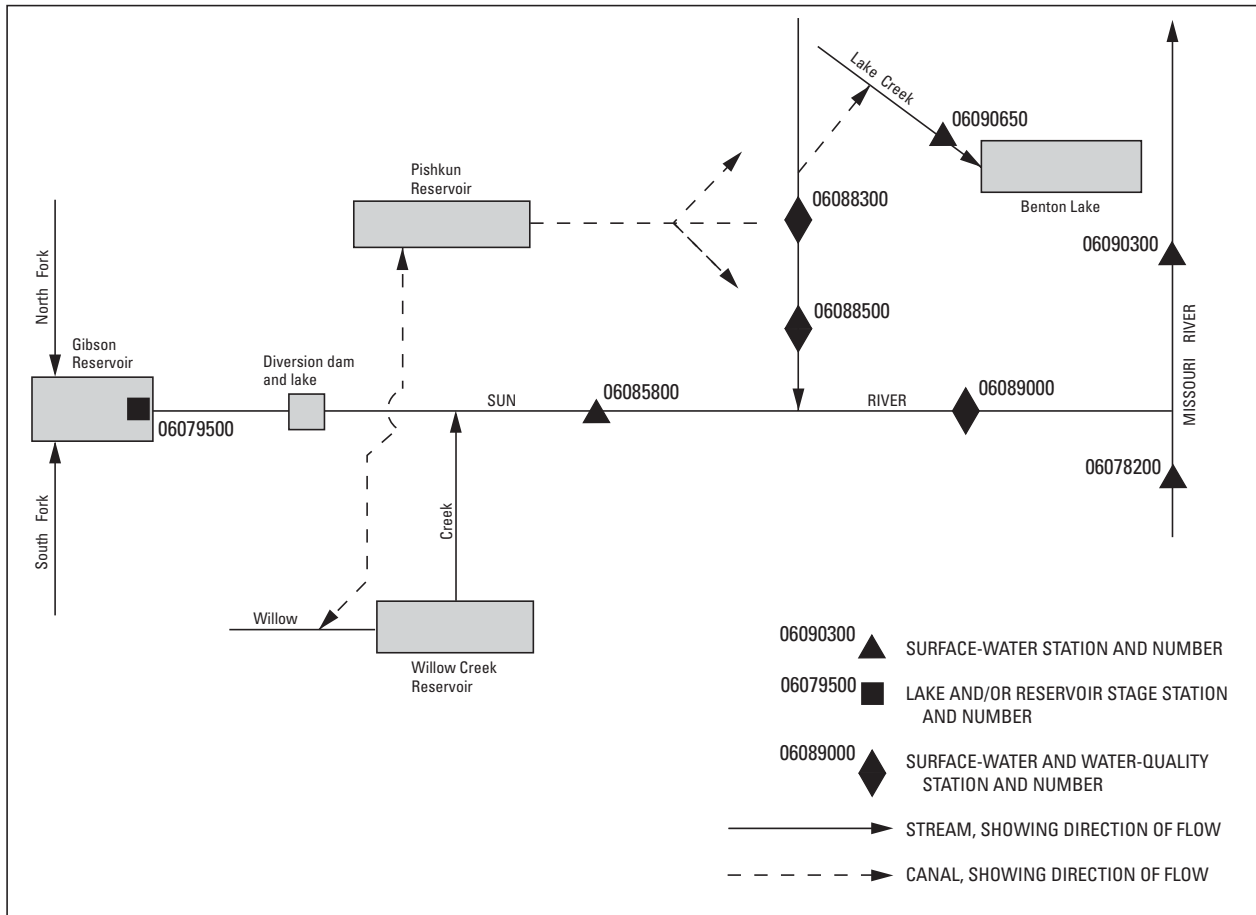 Lake Creek
06090650
Pishkun
Reservoir
06088300
Benton Lake
North Fork
06090300
06088500
MISSOURI RIVER
Gibson
Reservoir
Diversion dam
and lake
SUN
06085800
RIVER
06089000
06079500
06078200
South Fork
Creek
Willow
Willow Creek
Reservoir
06090300
SURFACE-WATER STATION AND NUMBER
06079500
LAKE AND/OR RESERVOIR STAGE STATION
AND NUMBER
06089000
SURFACE-WATER AND WATER-QUALITY
STATION AND NUMBER
STREAM, SHOWING DIRECTION OF FLOW
CANAL, SHOWING DIRECTION OF FLOW